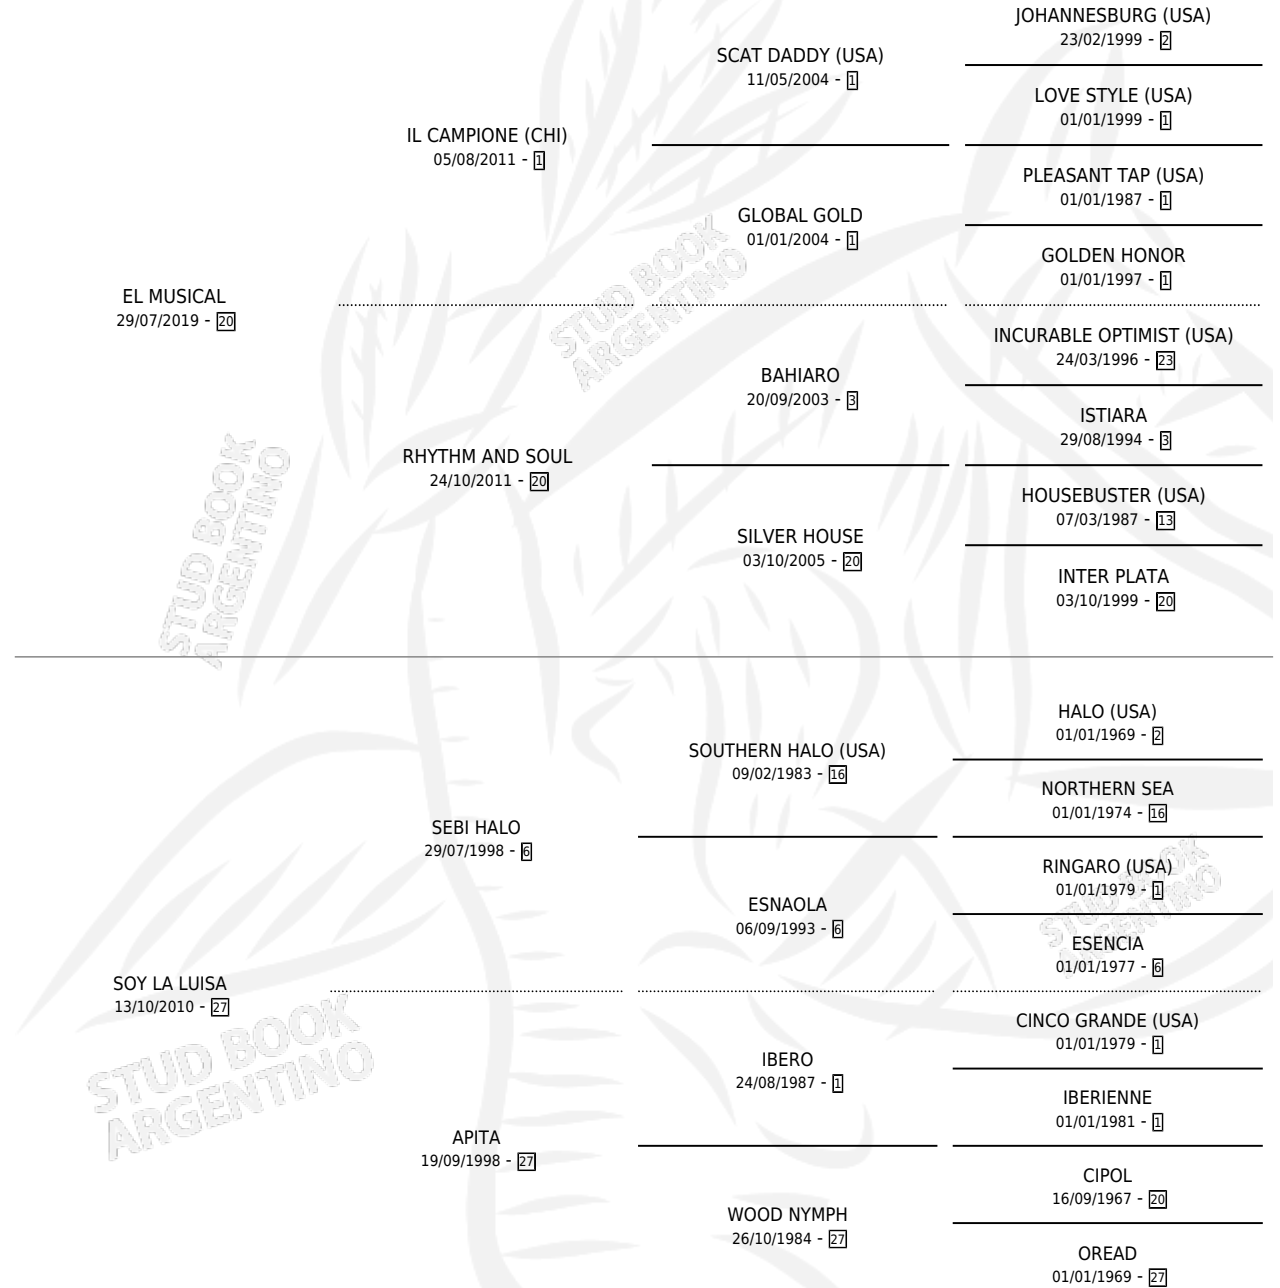 JOHANNESBURG (USA)
23/02/1999 - 2
SCAT DADDY (USA)
11/05/2004 - 1
LOVE STYLE (USA)
01/01/1999 - 1
IL CAMPIONE (CHI)
05/08/2011 - 1
PLEASANT TAP (USA)
01/01/1987 - 1
GLOBAL GOLD
01/01/2004 - 1
GOLDEN HONOR
01/01/1997 - 1
EL MUSICAL
29/07/2019 - 20
STUD BOOK
ARGENTINO
INCURABLE OPTIMIST (USA)
24/03/1996 - 23
BAHIARO
20/09/2003 - 3
ISTIARA
29/08/1994 - 3
RHYTHM AND SOUL
24/10/2011 - 20
HOUSEBUSTER (USA)
07/03/1987 - 13
SILVER HOUSE
03/10/2005 - 20
INTER PLATA
03/10/1999 - 20
STUD BOOK
ARGENTINO
HALO (USA)
01/01/1969 - 2
SOUTHERN HALO (USA)
09/02/1983 - 16
NORTHERN SEA
01/01/1974 - 16
SEBI HALO
29/07/1998 - 6
RINGARO (USA)
01/01/1979 - 1
ESNAOLA
06/09/1993 - 6
STUD BOOK
ARGENTINO
ESENCIA
01/01/1977 - 6
SOY LA LUISA
13/10/2010 - 27
STUD BOOK
ARGENTINO
CINCO GRANDE (USA)
01/01/1979 - 1
IBERO
24/08/1987 - 1
IBERIENNE
01/01/1981 - 1
APITA
19/09/1998 - 27
CIPOL
16/09/1967 - 20
WOOD NYMPH
26/10/1984 - 27
OREAD
01/01/1969 - 27